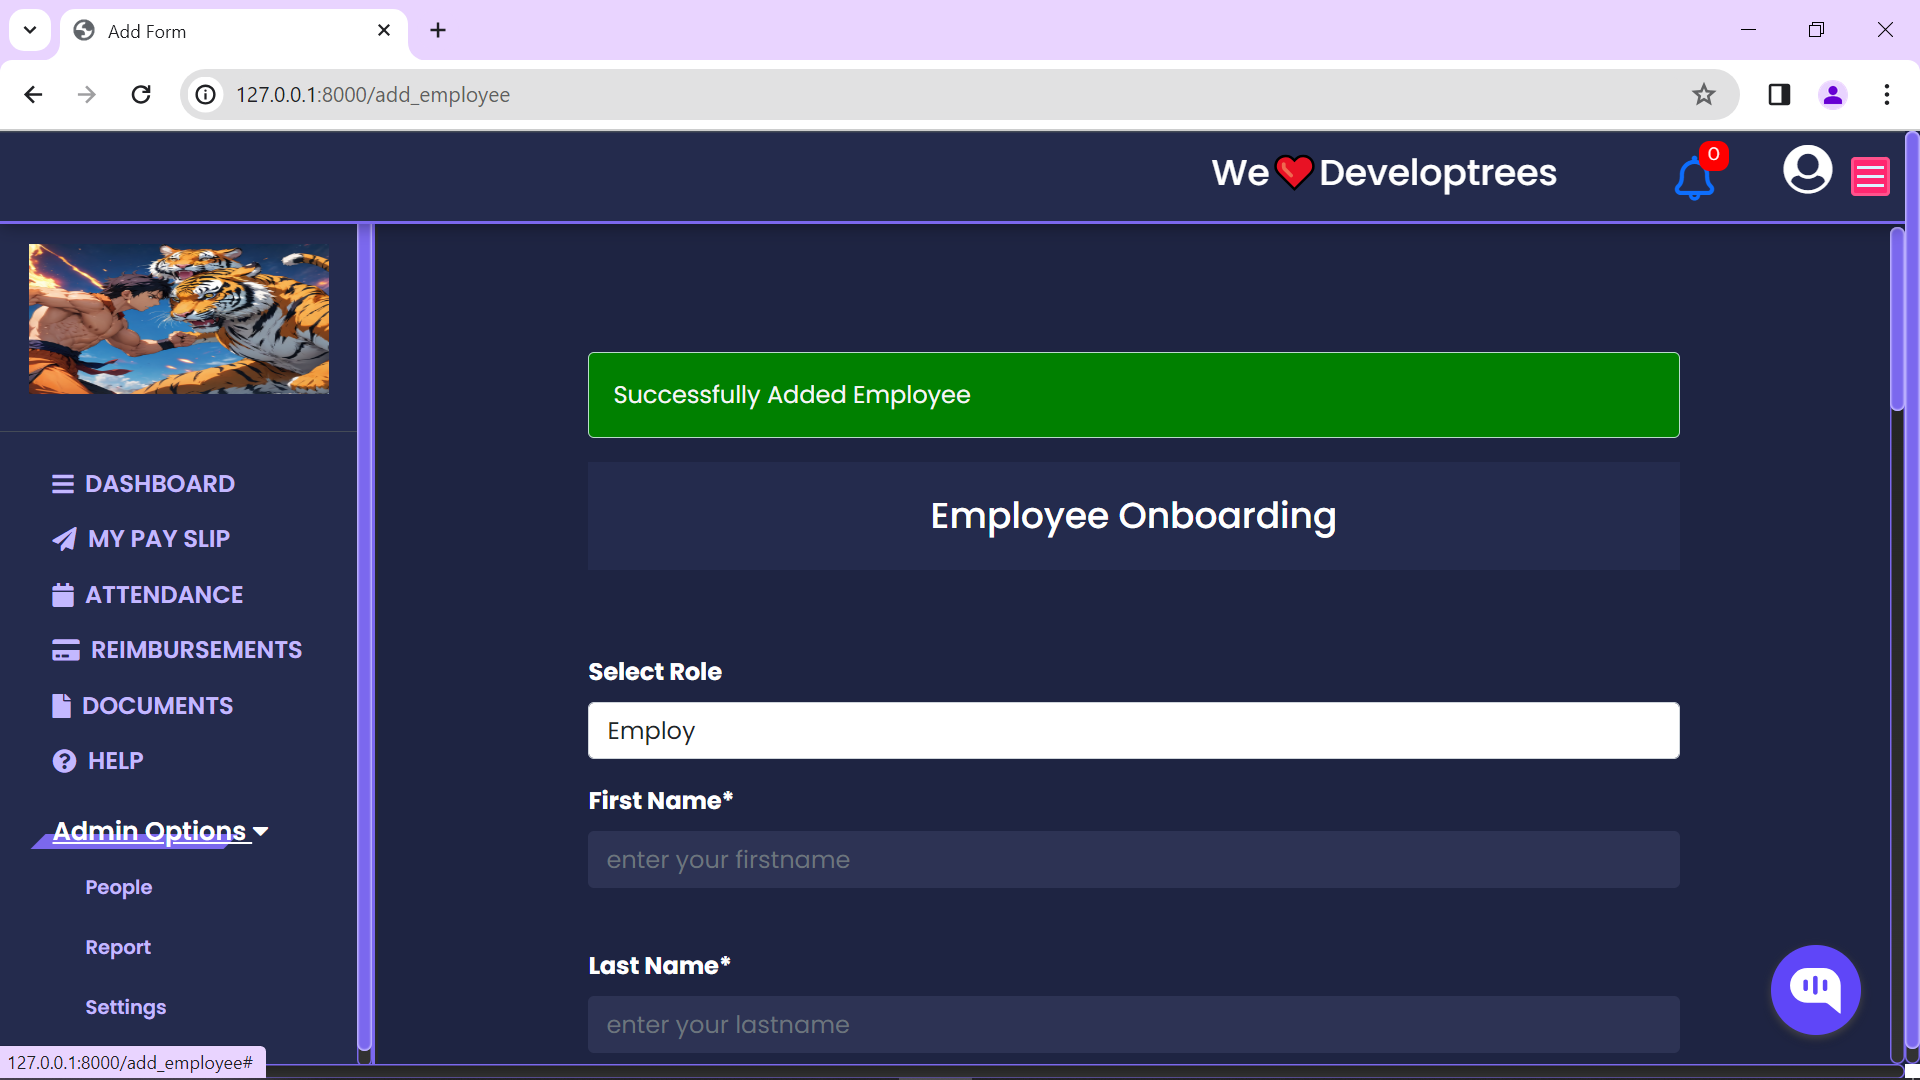 Add Form
127.0.0.1:8000/add_employee
We Developtrees
0
DASHBOARD
MY PAY SLIP
ATTENDANCE
REIMBURSEMENTS
DOCUMENTS
HELP
Admin Options
People
Report
Settings
Successfully Added Employee
Employee Onboarding
Select Role
Employ
First Name*
enter your firstname
Last Name*
enter your lastname
127.0.0.1:8000/add_employee#